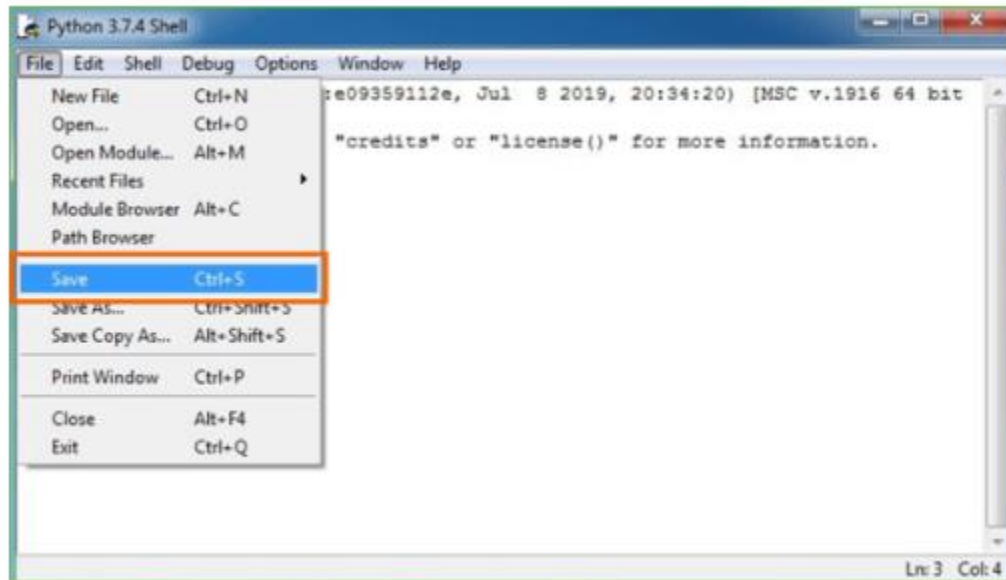 Python 3.7.4 Shell
File Edit Shell Debug Options Window Help
New File Ctrl+N
:e09359112e, Jul 8 2019, 20:34:20) [MSC v.1916 64 bit
Open... Ctrl+O
"credits" or "license()" for more information.
Open Module... Alt+M
Recent Files
Module Browser Alt+C
Path Browser
Save Ctrl+S
Save As... Ctrl+Shift+S
Save Copy As... Alt+Shift+S
Print Window Ctrl+P
Close Alt+F4
Exit Ctrl+Q
Ln: 3 Col: 4